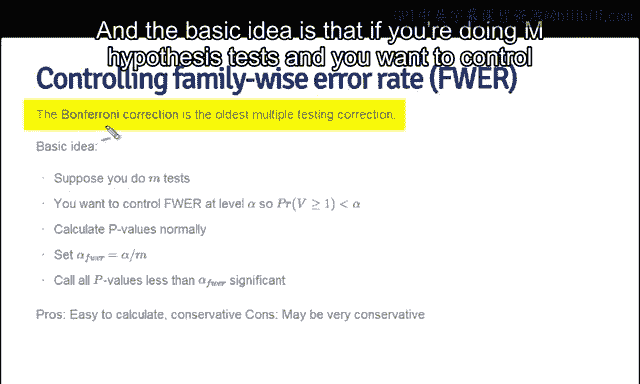 And the basic idea is that if you're doing M
hypothesis tests and you want to control
Controlling family-wise error rate (FWER)
The Bonferroni correction is the oldest multiple testing correction.
Basic idea:
· Suppose you do m tests
· You want to control FWER at level α so Pr(V ≥ 1) < α
· Calculate P-values normally
· Set α_fwer = α/m
· Call all P-values less than α_fwer significant
Pros: Easy to calculate, conservative Cons: May be very conservative